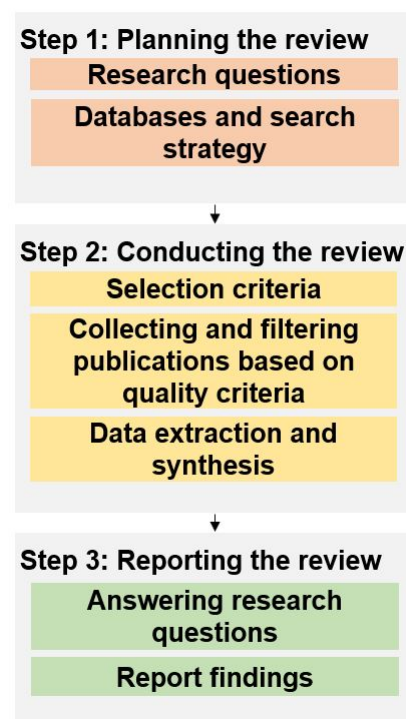 Step 1: Planning the review
Research questions
Databases and search
strategy
Step 2: Conducting the review
Selection criteria
Collecting and filtering
publications based on
quality criteria
Data extraction and
synthesis
Step 3: Reporting the review
Answering research
questions
Report findings